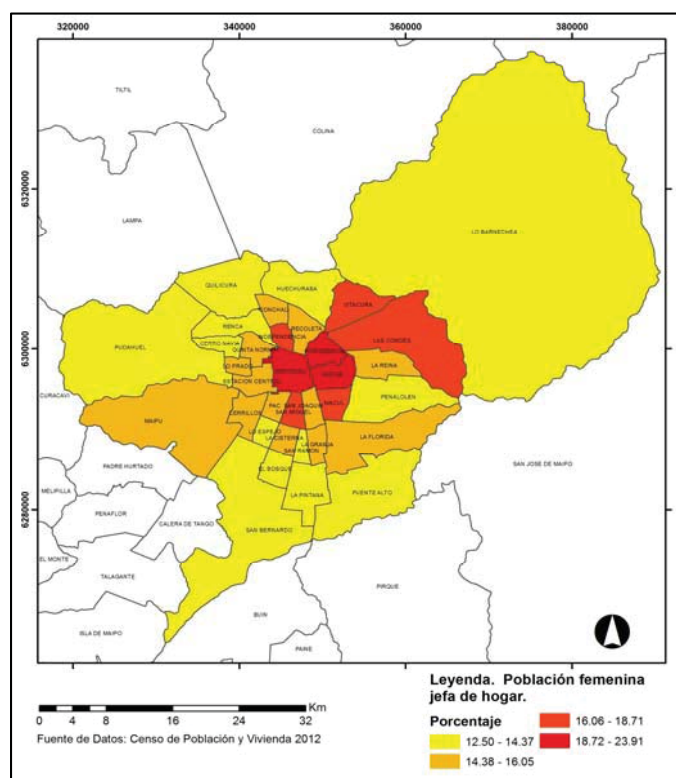 320000 340000 360000 380000
6320000
6300000
6280000
TILTIL
COLINA
LAMPA
LO BARNECHEA
QUILICURA
HUECHURABA
VITACURA
CONCHALI
RENCA
RECOLETA
INDEPENDENCIA
LAS CONDES
PUDAHUEL
CERRO NAVIA
QUINTA NORMAL
LO PRADO
LA REINA
ESTACION CENTRAL
CURACAVI
MACUL
PEÑALOLEN
MAIPU
CERRILLOS
PAC
SAN JOAQUIN
SAN MIGUEL
LO ESPEJO
LA CISTERNA
LA GRANJA
SAN RAMON
LA FLORIDA
PADRE HURTADO
EL BOSQUE
SAN JOSE DE MAIPO
MELIPILLA
LA PINTANA
PUENTE ALTO
PEÑAFLOR
CALERA DE TANGO
SAN BERNARDO
EL MONTE
TALAGANTE
PIRQUE
BUIN
ISLA DE MAIPO
PAINE
Km
0 4 8 16 24 32
Fuente de Datos: Censo de Población y Vivienda 2012
Leyenda. Población femenina
jefa de hogar.
Porcentaje
12.50 - 14.37
14.38 - 16.05
16.06 - 18.71
18.72 - 23.91